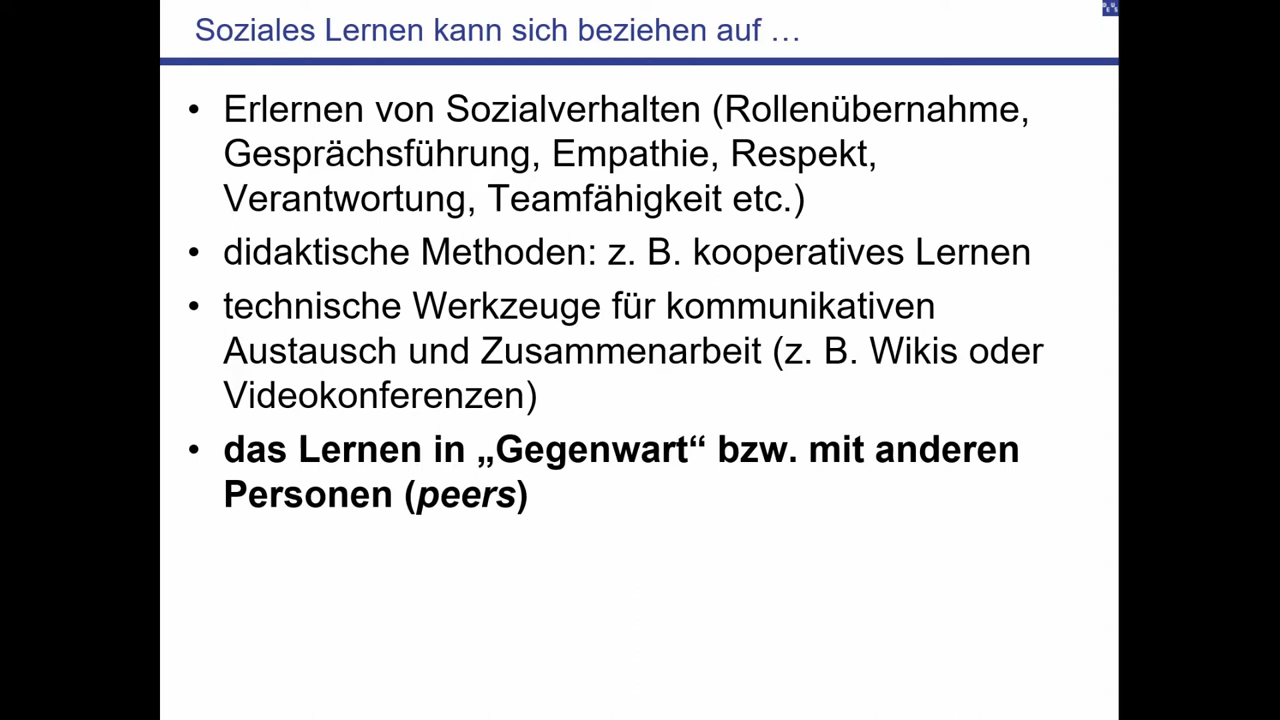 Soziales Lernen kann sich beziehen auf …
• Erlernen von Sozialverhalten (Rollenübernahme,
Gesprächsführung, Empathie, Respekt,
Verantwortung, Teamfähigkeit etc.)
• didaktische Methoden: z. B. kooperatives Lernen
• technische Werkzeuge für kommunikativen
Austausch und Zusammenarbeit (z. B. Wikis oder
Videokonferenzen)
• das Lernen in „Gegenwart“ bzw. mit anderen
Personen (peers)